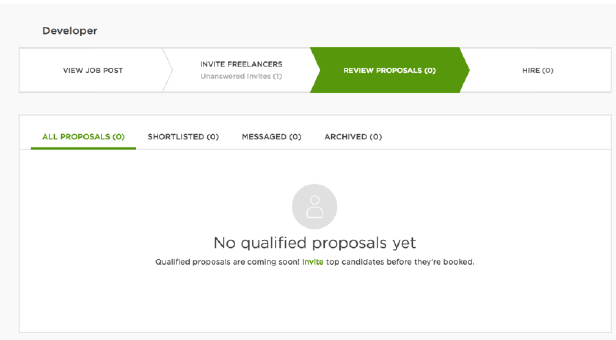 Developer
VIEW JOB POST
INVITE FREELANCERS
Unanswered Invites (1)
REVIEW PROPOSALS (0)
HIRE (0)
ALL PROPOSALS (0) SHORTLISTED (0) MESSAGED (0) ARCHIVED (0)
No qualified proposals yet
Qualified proposals are coming soon! Invite top candidates before they're booked.